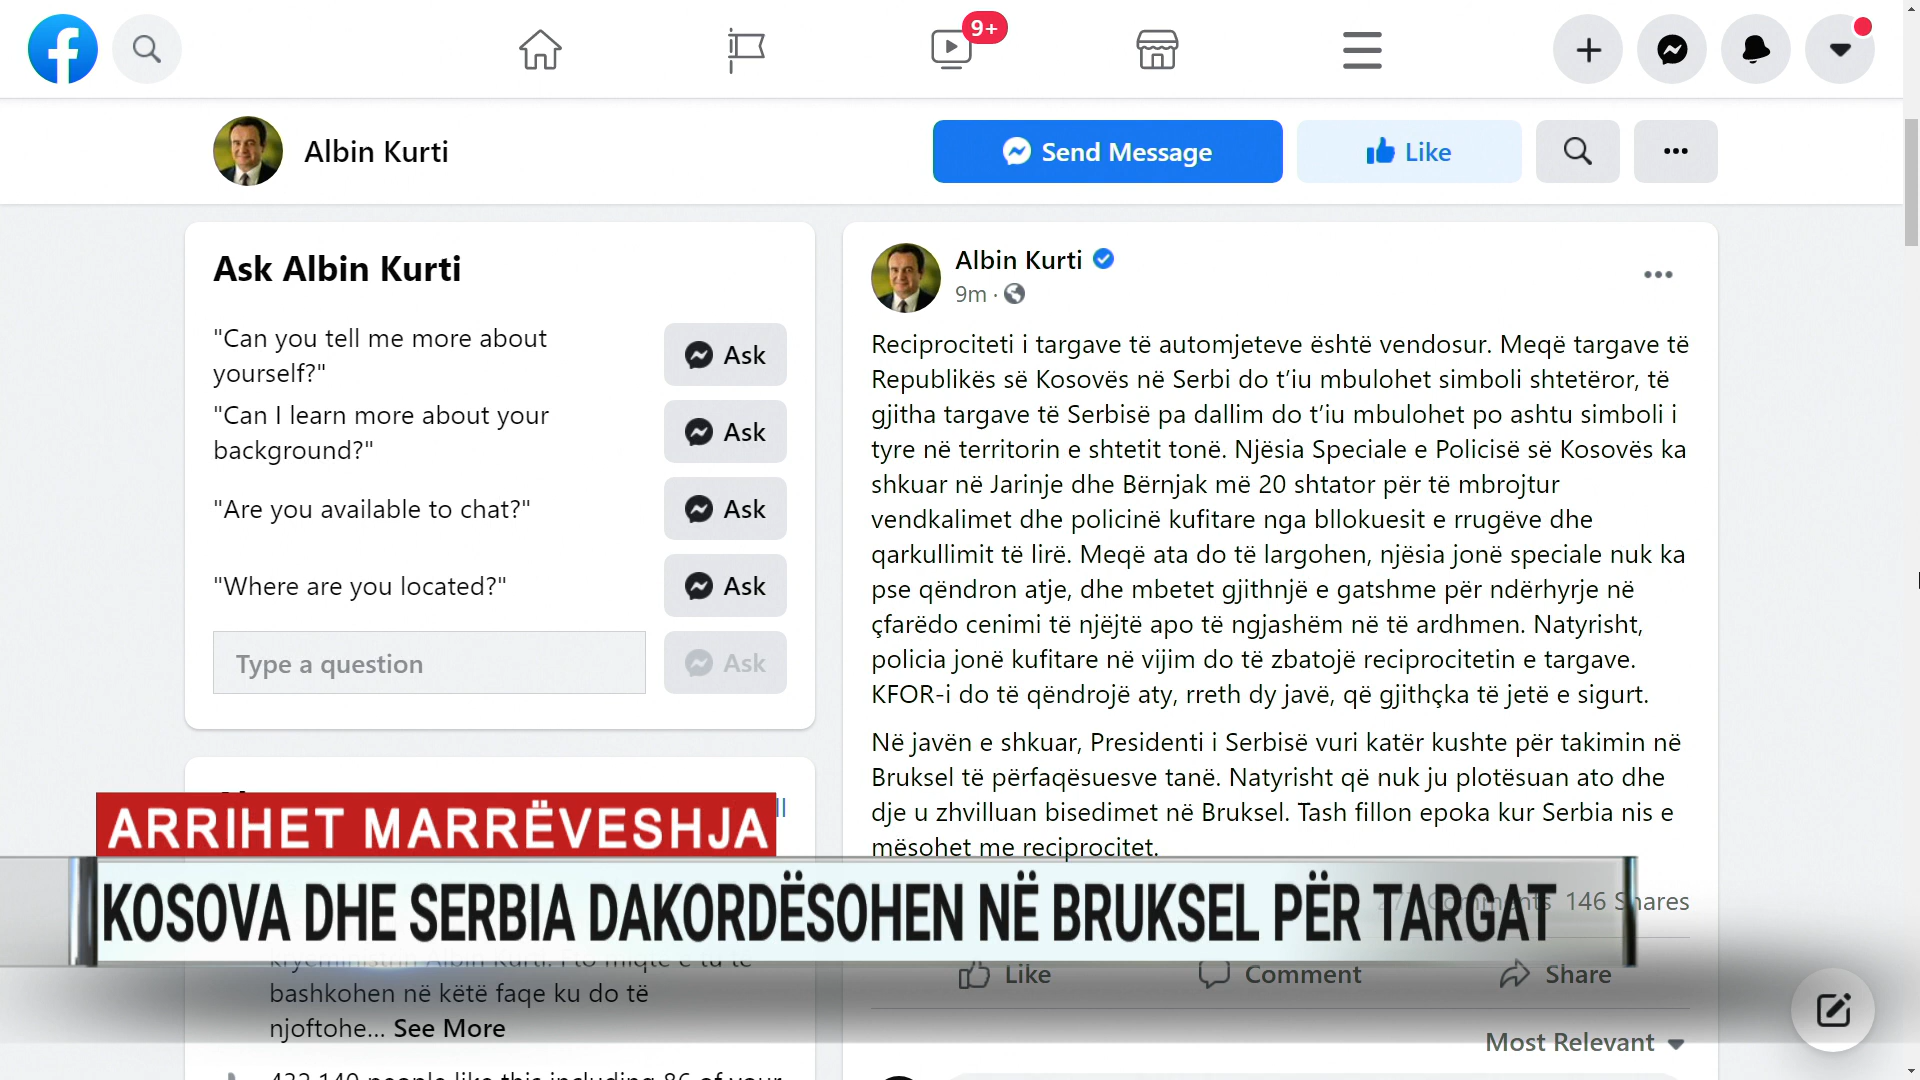 9+
Albin Kurti
Send Message
Like
Ask Albin Kurti
"Can you tell me more about
yourself?"
Ask
"Can I learn more about your
background?"
Ask
"Are you available to chat?"
Ask
"Where are you located?"
Ask
Type a question
Ask
Albin Kurti
9m ·
Reciprociteti i targave të automjeteve është vendosur. Meqë targave të
Republikës së Kosovës në Serbi do t’iu mbulohet simboli shtetëror, të
gjitha targave të Serbisë pa dallim do t’iu mbulohet po ashtu simboli i
tyre në territorin e shtetit tonë. Njësia Speciale e Policisë së Kosovës ka
shkuar në Jarinje dhe Bërnjak më 20 shtator për të mbrojtur
vendkalimet dhe policinë kufitare nga bllokuesit e rrugëve dhe
qarkullimit të lirë. Meqë ata do të largohen, njësia jonë speciale nuk ka
pse qëndron atje, dhe mbetet gjithnjë e gatshme për ndërhyrje në
çfarëdo cenimi të njëjtë apo të ngjashëm në të ardhmen. Natyrisht,
policia jonë kufitare në vijim do të zbatojë reciprocitetin e targave.
KFOR-i do të qëndrojë aty, rreth dy javë, që gjithçka të jetë e sigurt.
Në javën e shkuar, Presidenti i Serbisë vuri katër kushte për takimin në
Bruksel të përfaqësuesve tanë. Natyrisht që nuk ju plotësuan ato dhe
dje u zhvilluan bisedimet në Bruksel. Tash fillon epoka kur Serbia nis e
mësohet me reciprocitet.
Comments 146 Shares
Like
Comment
Share
Most Relevant
ARRIHET MARRËVESHJA
KOSOVA DHE SERBIA DAKORDËSOHEN NË BRUKSEL PËR TARGAT
bashkohen në këtë faqe ku do të
njoftohe... See More
people like this including 86 of your